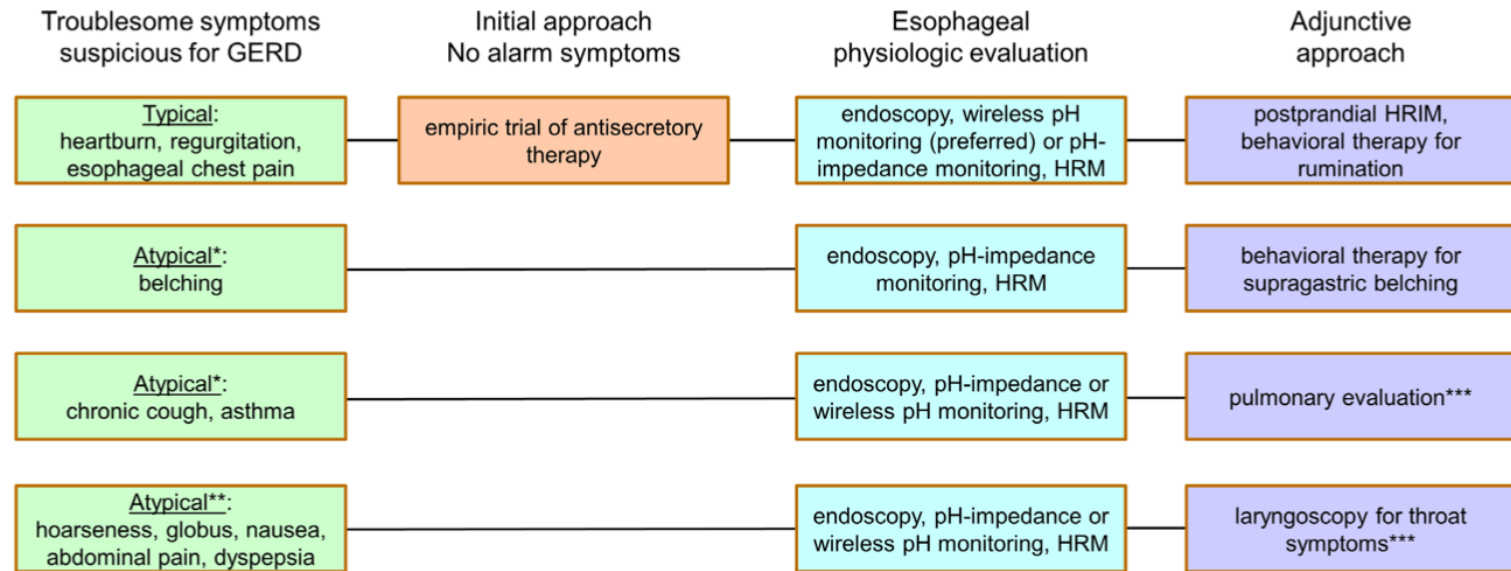 Troublesome symptoms
suspicious for GERD
Initial approach
No alarm symptoms
Esophageal
physiologic evaluation
Adjunctive
approach
Typical:
heartburn, regurgitation,
esophageal chest pain
empiric trial of antisecretory
therapy
endoscopy, wireless pH
monitoring (preferred) or pH-
impedance monitoring, HRM
postprandial HRIM,
behavioral therapy for
rumination
Atypical*:
belching
endoscopy, pH-impedance
monitoring, HRM
behavioral therapy for
supragastric belching
Atypical*:
chronic cough, asthma
endoscopy, pH-impedance or
wireless pH monitoring, HRM
pulmonary evaluation***
Atypical**:
hoarseness, globus, nausea,
abdominal pain, dyspepsia
endoscopy, pH-impedance or
wireless pH monitoring, HRM
laryngoscopy for throat
symptoms***